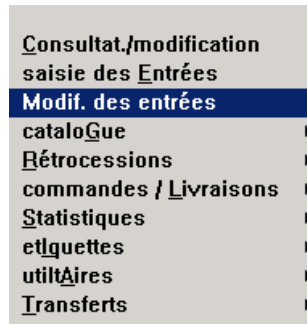 Consultat./modification
saisie des Entrées
Modif. des entrées
cataloGue
Rétrocessions
commandes / Livraisons
Statistiques
etIquettes
utiltAires
Transferts